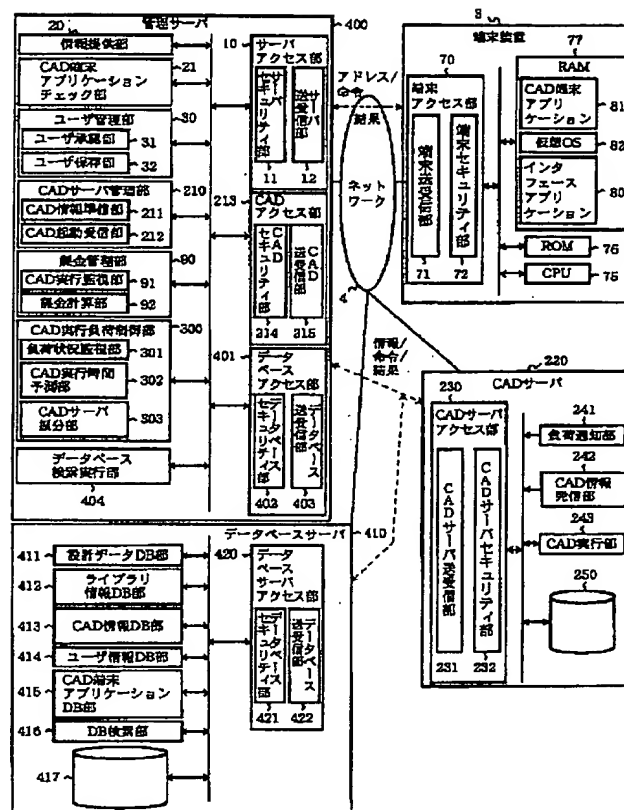 管理サーバ
400
20
情報提供部
21
CAD端末
アプリケーション
チェック部
30
ユーザ管理部
ユーザ承認部
31
ユーザ保存部
32
CADサーバ管理部
210
CAD情報準備部
211
CAD起動受信部
212
90
課金管理部
CAD実行監視部
91
課金計算部
92
CAD実行負荷制御部
300
負荷状況監視部
301
CAD実行時間
予測部
302
CADサーバ
配分部
303
データベース
検索実行部
404
10
サーバ
アクセス部
サーバ
セキュリティ部
サーバ
送受信部
11
12
213
CAD
アクセス部
CAD
セキュリティ部
CAD
送受信部
214
215
401
データ
ベース
アクセス部
データベース
セキュリティ部
データベース
送受信部
402
403
アドレス/
命令
結果
ネット
ワーク
4
情報/
命令/
結果
3
端末装置
70
端末
アクセス部
端末送受信部
端末セキュリティ部
71
72
77
RAM
CAD端末
アプリ
ケーション
81
仮想OS
82
インタ
フェース
アプリ
ケーション
80
ROM
76
CPU
75
220
CADサーバ
230
CADサーバ
アクセス部
CADサーバ送受信部
CADサーバセキュリティ部
231
232
241
負荷通知部
242
CAD情報
発信部
243
CAD実行部
250
データベースサーバ
410
411
設計データDB部
412
ライブラリ
情報DB部
413
CAD情報DB部
414
ユーザ情報DB部
415
CAD端末
アプリケーション
DB部
416
DB検索部
417
420
データ
ベース
サーバ
アクセス部
データベース
セキュリティ部
データベース
送受信部
421
422